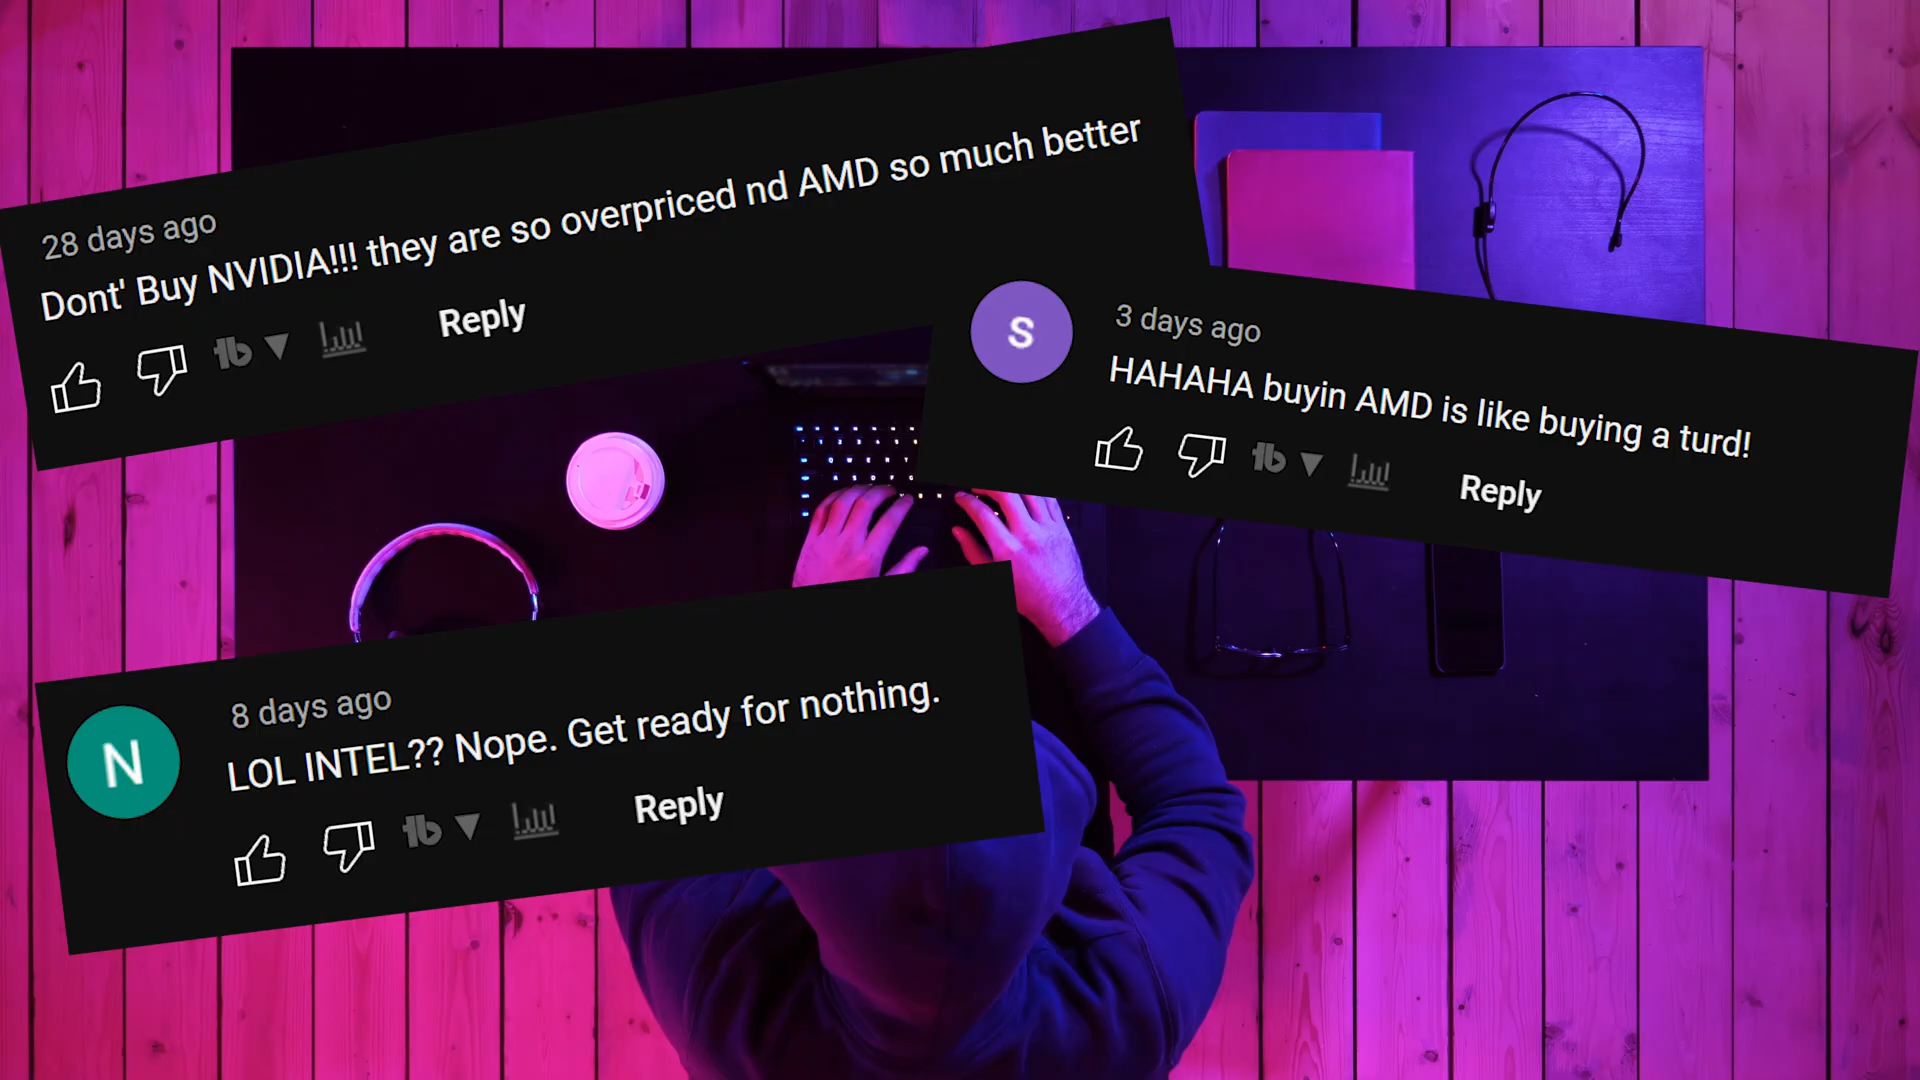 28 days ago
Dont' Buy NVIDIA!!! they are so overpriced nd AMD so much better
Reply
S
3 days ago
HAHAHA buyin AMD is like buying a turd!
Reply
N
8 days ago
LOL INTEL?? Nope. Get ready for nothing.
Reply